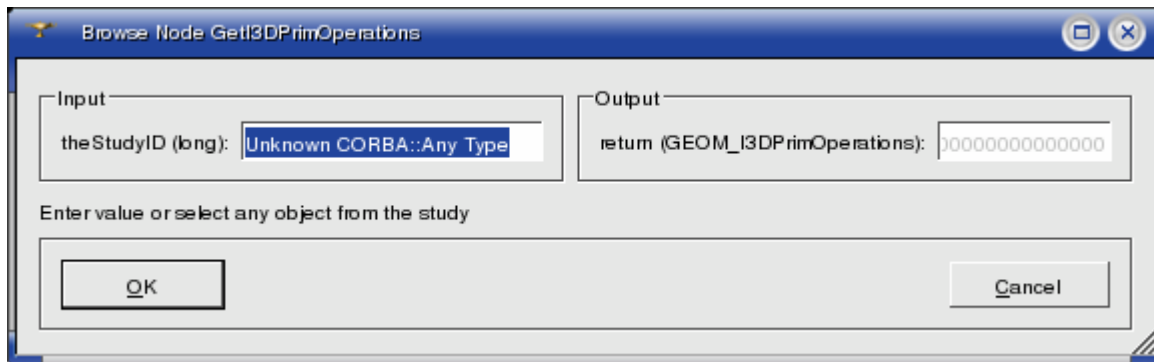 Browse Node GetI3DPrimOperations
Input
theStudyID (long): Unknown CORBA::Any Type
Output
return (GEOM_I3DPrimOperations): 00000000000000
Enter value or select any object from the study
OK
Cancel